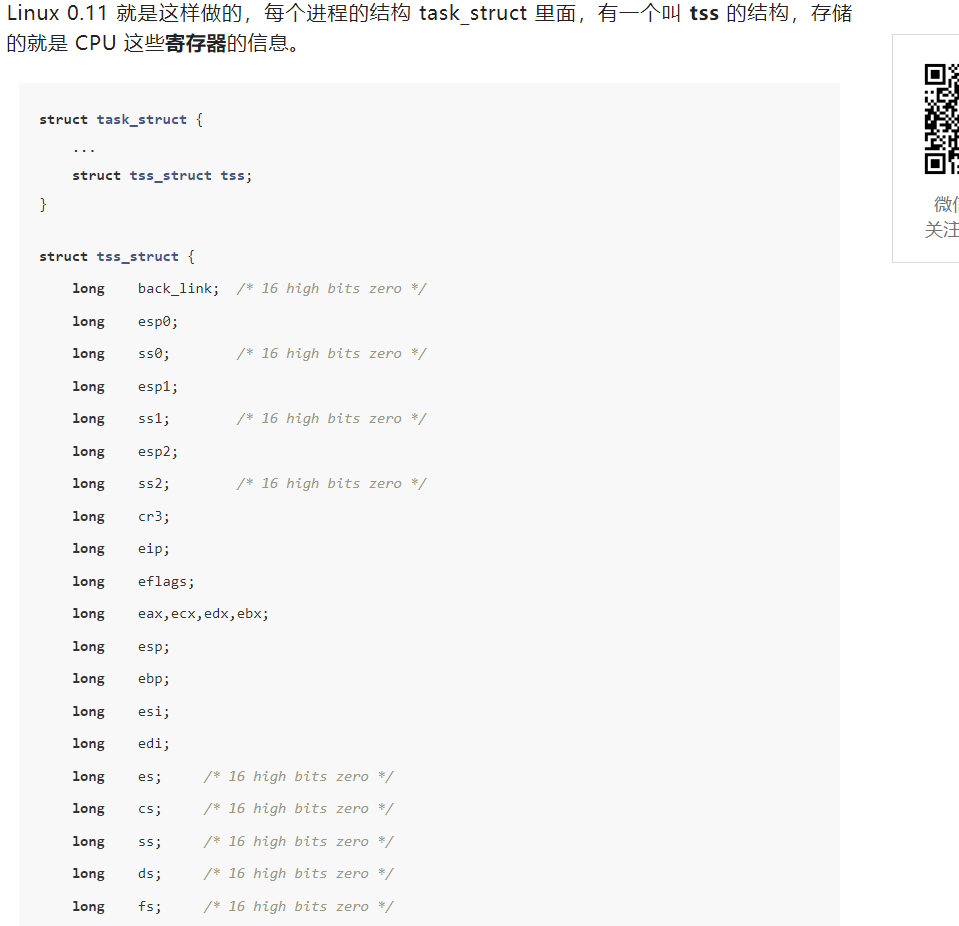 Linux 0.11 就是这样做的，每个进程的结构 task_struct 里面，有一个叫 tss 的结构，存储
的就是 CPU 这些寄存器的信息。
struct task_struct {
    ...
    struct tss_struct tss;
}
struct tss_struct {
    long    back_link;  /* 16 high bits zero */
    long    esp0;
    long    ss0;        /* 16 high bits zero */
    long    esp1;
    long    ss1;        /* 16 high bits zero */
    long    esp2;
    long    ss2;        /* 16 high bits zero */
    long    cr3;
    long    eip;
    long    eflags;
    long    eax,ecx,edx,ebx;
    long    esp;
    long    ebp;
    long    esi;
    long    edi;
    long    es;     /* 16 high bits zero */
    long    cs;     /* 16 high bits zero */
    long    ss;     /* 16 high bits zero */
    long    ds;     /* 16 high bits zero */
    long    fs;     /* 16 high bits zero */
微
关注